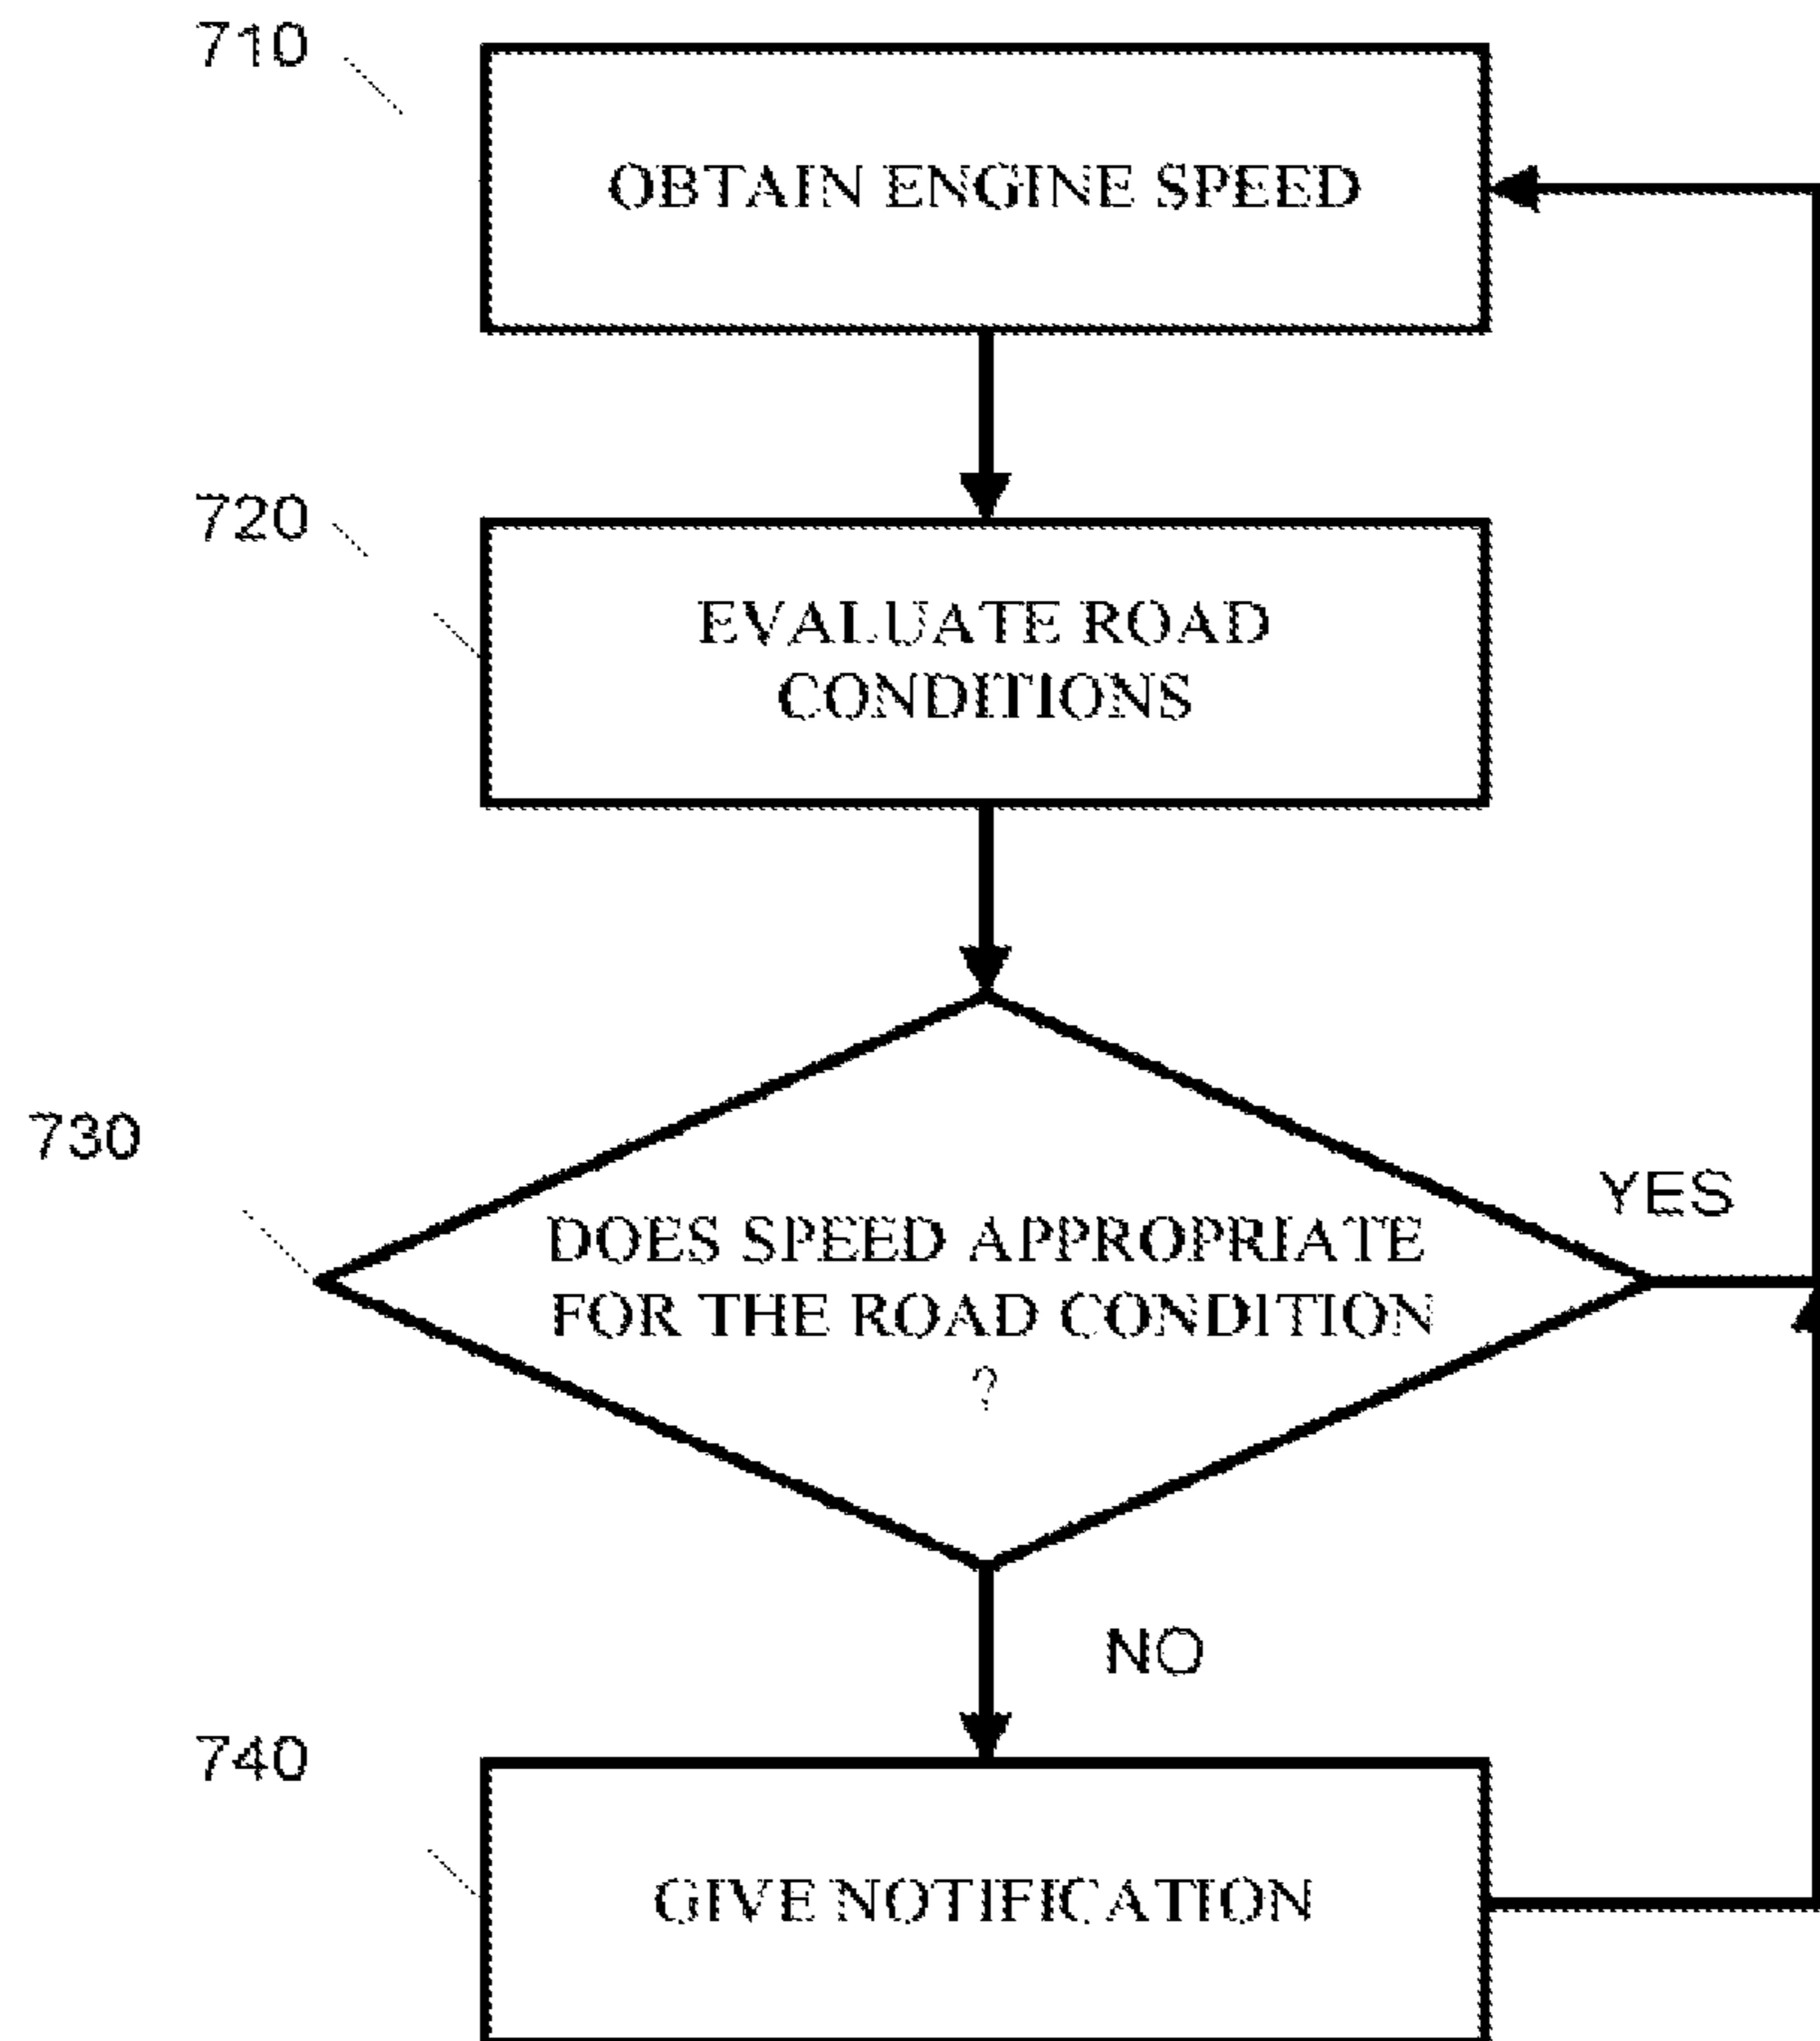 710
OBTAIN ENGINE SPEED
720
EVALUATE ROAD
CONDITIONS
730
YES
DOES SPEED APPROPRIATE
FOR THE ROAD CONDITION
?
NO
740
GIVE NOTIFICATION